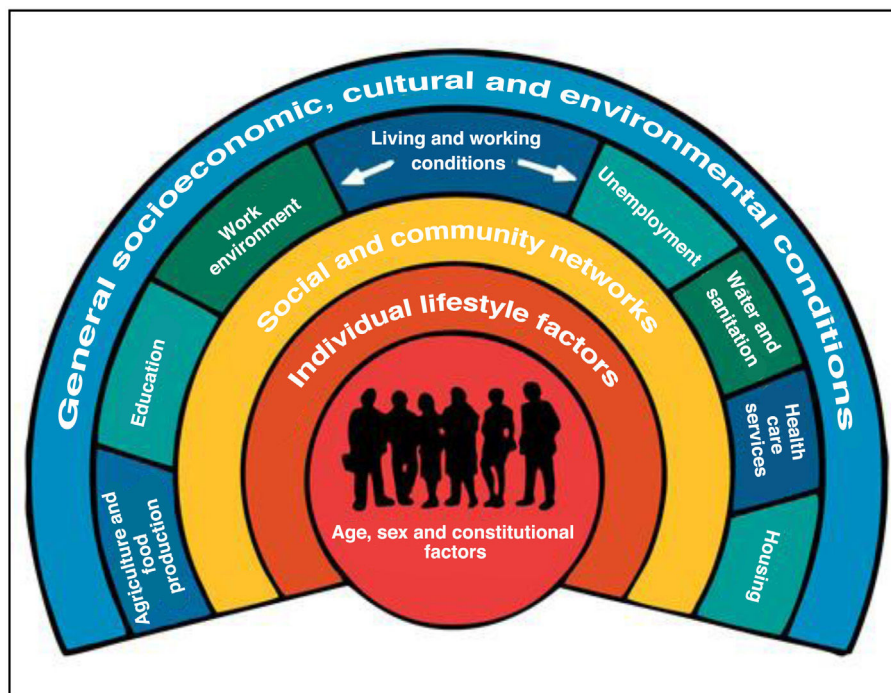 General socioeconomic, cultural and environmental conditions
Living and working
conditions
Agriculture and
food
production
Education
Work
environment
Unemployment
Water and
sanitation
Health
care
services
Housing
Social and community networks
Individual lifestyle factors
Age, sex and constitutional
factors